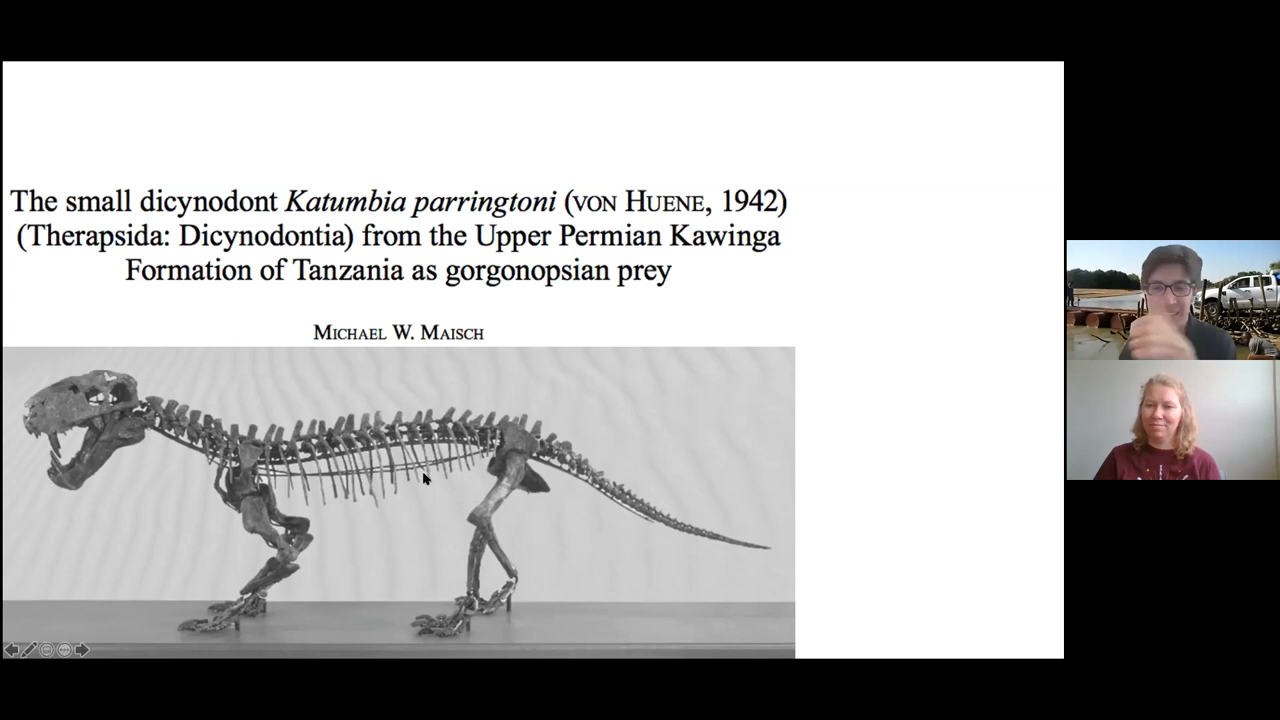 The small dicynodont Katumbia parringtoni (VON HUENE, 1942)
(Therapsida: Dicynodontia) from the Upper Permian Kawinga
Formation of Tanzania as gorgonopsian prey
MICHAEL W. MAISCH